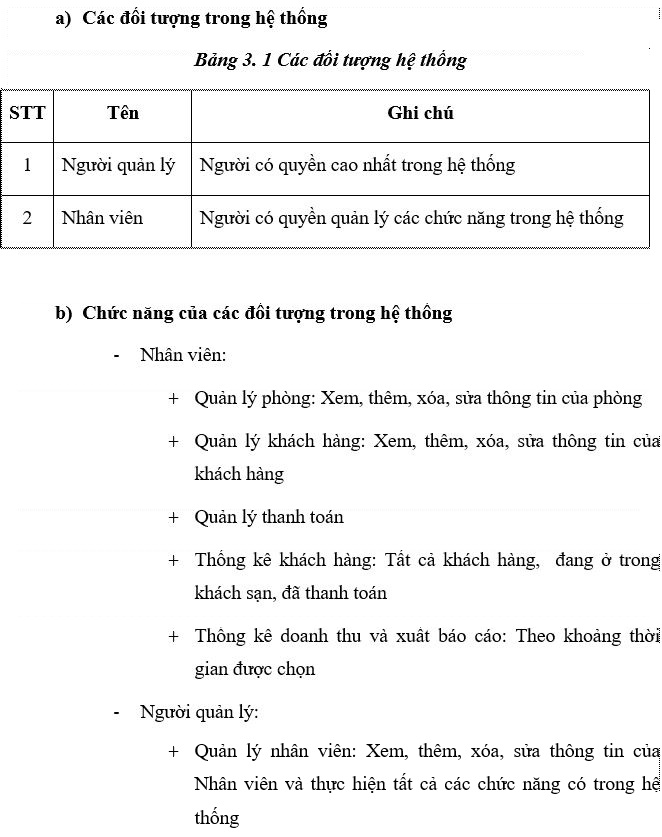 a) Các đối tượng trong hệ thống
Bảng 3. 1 Các đối tượng hệ thống
STT Tên Ghi chú
1 Người quản lý Người có quyền cao nhất trong hệ thống
2 Nhân viên Người có quyền quản lý các chức năng trong hệ thống
b) Chức năng của các đối tượng trong hệ thống
- Nhân viên:
+ Quản lý phòng: Xem, thêm, xóa, sửa thông tin của phòng
+ Quản lý khách hàng: Xem, thêm, xóa, sửa thông tin của
khách hàng
+ Quản lý thanh toán
+ Thống kê khách hàng: Tất cả khách hàng, đang ở trong
khách sạn, đã thanh toán
+ Thống kê doanh thu và xuất báo cáo: Theo khoảng thời
gian được chọn
- Người quản lý:
+ Quản lý nhân viên: Xem, thêm, xóa, sửa thông tin của
Nhân viên và thực hiện tất cả các chức năng có trong hệ
thống